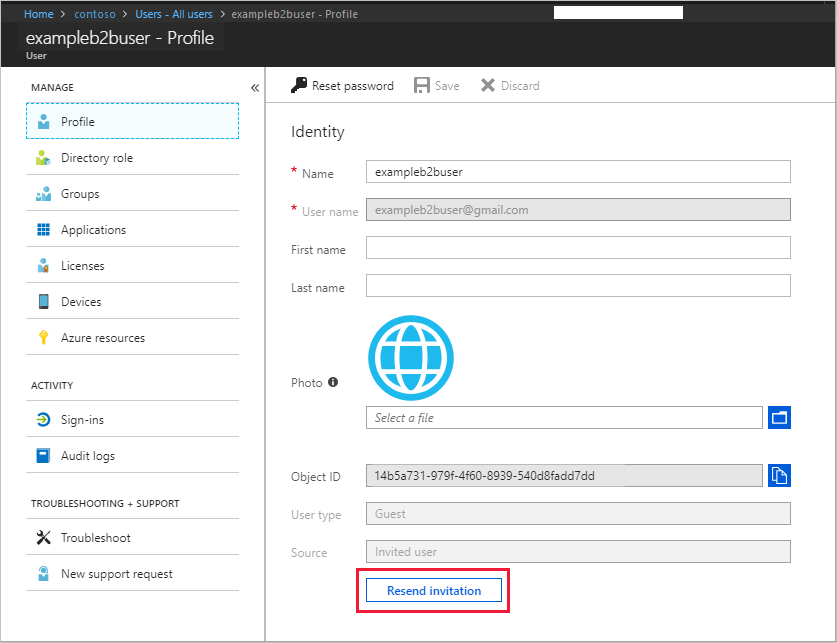 Home > contoso > Users - All users > exampleb2buser - Profile
exampleb2buser - Profile
User
MANAGE
«
Profile
Directory role
Groups
Applications
Licenses
Devices
Azure resources
ACTIVITY
Sign-ins
Audit logs
TROUBLESHOOTING + SUPPORT
Troubleshoot
New support request
Reset password Save Discard
Identity
* Name exampleb2buser
* User name exampleb2buser@gmail.com
First name
Last name
Photo
Select a file
Object ID 14b5a731-979f-4f60-8939-540d8fadd7dd
User type Guest
Source Invited user
Resend invitation